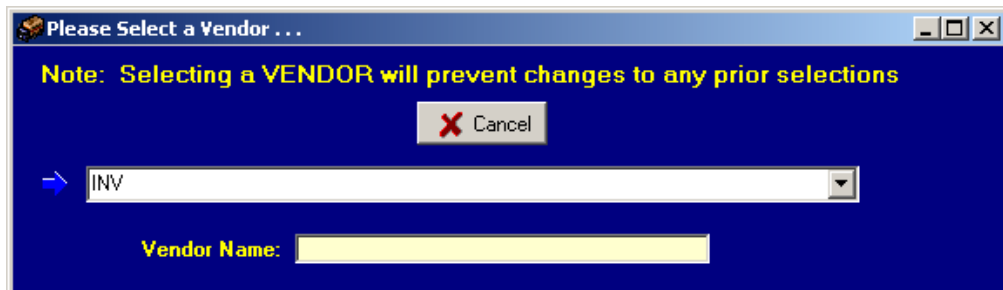 Please Select a Vendor . . .
Note: Selecting a VENDOR will prevent changes to any prior selections
Cancel
INV
Vendor Name: